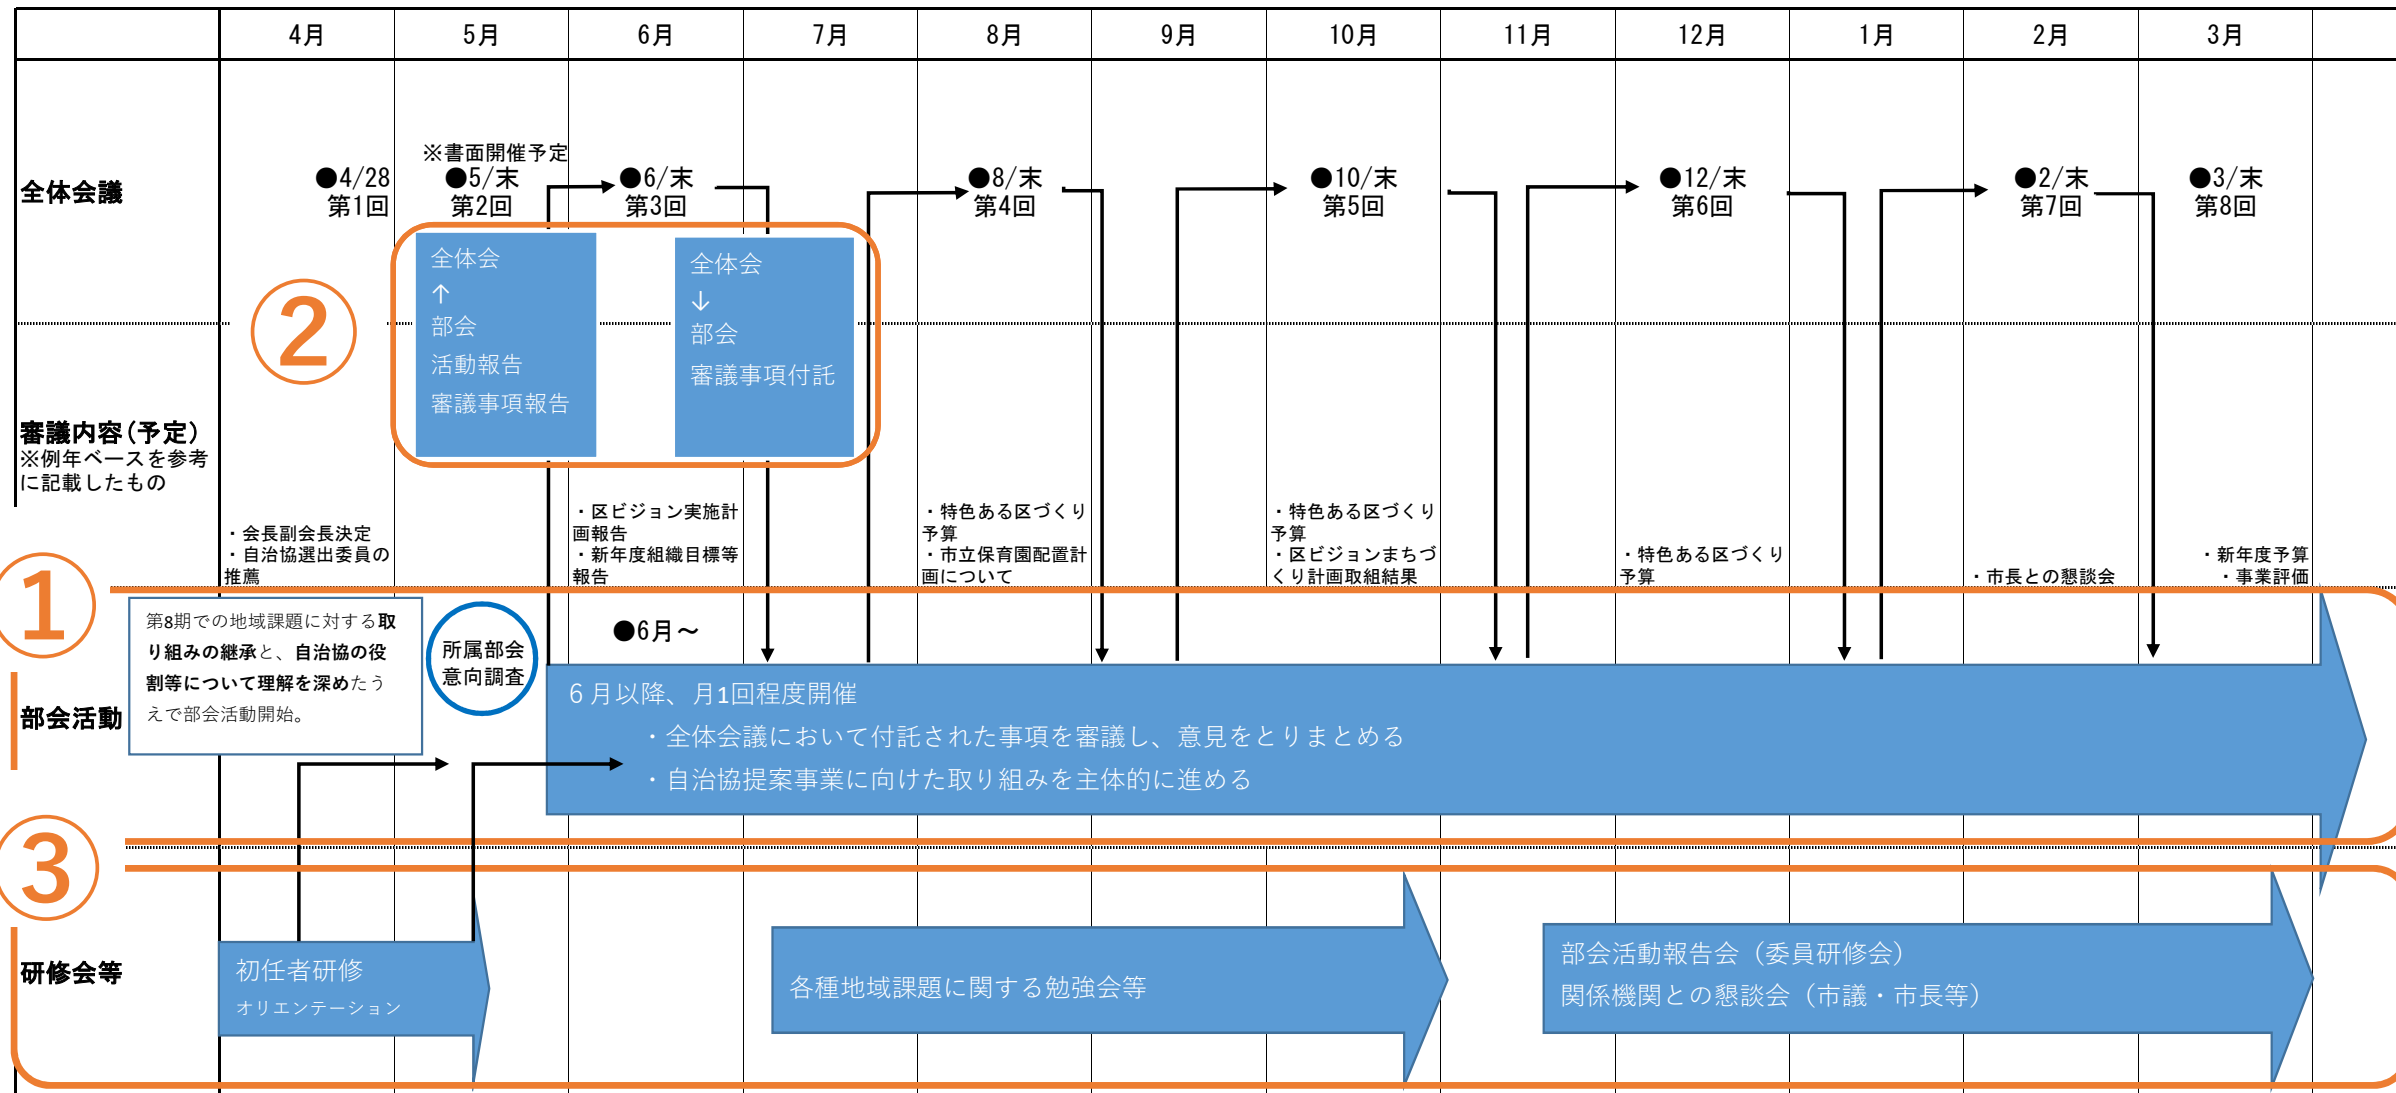 4月
5月
6月
7月
8月
9月
10月
11月
12月
1月
2月
3月
全体会議
●4/28
第1回
※書面開催予定
●5/末
第2回
●6/末
第3回
●8/末
第4回
●10/末
第5回
●12/末
第6回
●2/末
第7回
●3/末
第8回
②
全体会
↑
部会
活動報告
審議事項報告
全体会
↓
部会
審議事項付託
審議内容(予定)
※例年ベースを参考
に記載したもの
・会長副会長決定
・自治協選出委員の
推薦
・区ビジョン実施計
画報告
・新年度組織目標等
報告
・特色ある区づくり
予算
・市立保育園配置計
画について
・特色ある区づくり
予算
・区ビジョンまちづ
くり計画取組結果
・特色ある区づくり
予算
・市長との懇談会
・新年度予算
・事業評価
①
部会活動
第8期での地域課題に対する取
り組みの継承と、自治協の役
割等について理解を深めたう
えで部会活動開始。
所属部会
意向調査
●6月～
６月以降、月1回程度開催
・全体会議において付託された事項を審議し、意見をとりまとめる
・自治協提案事業に向けた取り組みを主体的に進める
③
研修会等
初任者研修
オリエンテーション
各種地域課題に関する勉強会等
部会活動報告会（委員研修会）
関係機関との懇談会（市議・市長等）